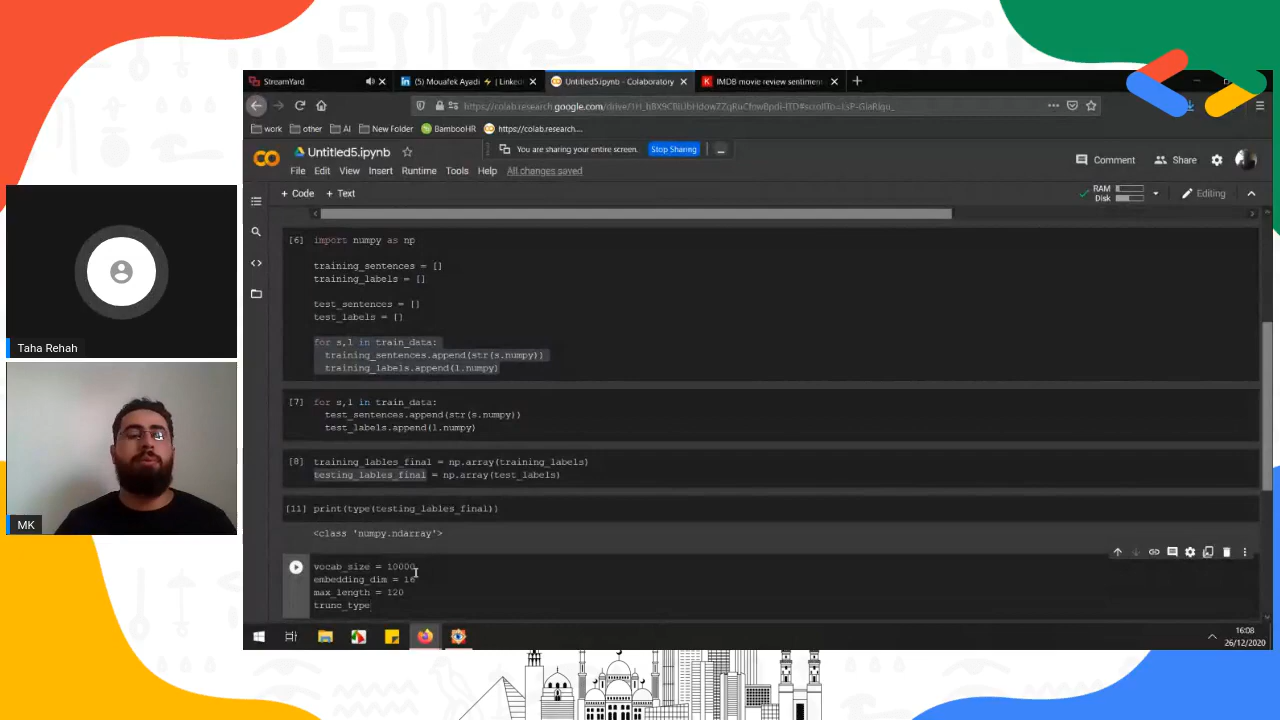 StreamYard
(5) Mouafek Ayadi ⚡ | Linked
Untitled5.ipynb - Colaboratory
IMDB movie review sentiment
work
other
AI
New Folder
BambooHR
https://colab.research....
Untitled5.ipynb
You are sharing your entire screen.
Stop Sharing
Comment
Share
File Edit View Insert Runtime Tools Help All changes saved
+ Code + Text
RAM
Disk
Editing
[6] import numpy as np
training_sentences = []
training_labels = []
test_sentences = []
test_labels = []
for s,l in train_data:
training_sentences.append(str(s.numpy))
training_labels.append(l.numpy)
[7] for s,l in train_data:
test_sentences.append(str(s.numpy))
test_labels.append(l.numpy)
[8] training_lables_final = np.array(training_labels)
testing_lables_final = np.array(test_labels)
[11] print(type(testing_lables_final))
<class 'numpy.ndarray'>
vocab_size = 10000
embedding_dim = 16
max_length = 120
trunc_type
16:08
26/12/2020
Taha Rehah
MK